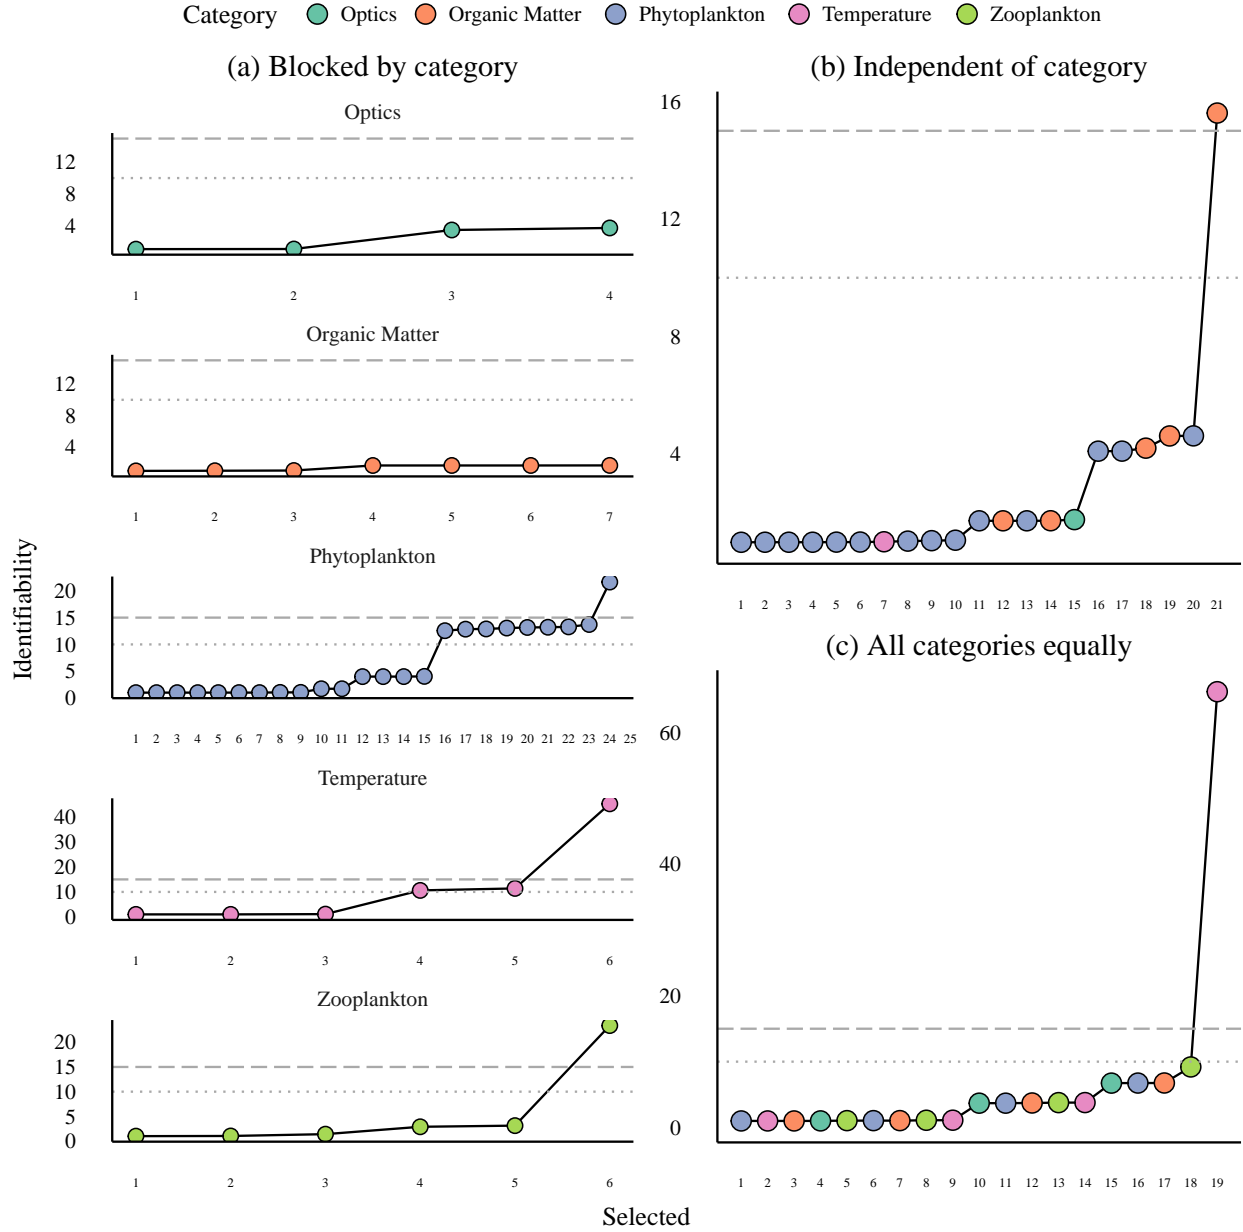 Category Optics Organic Matter Phytoplankton Temperature Zooplankton
(a) Blocked by category
Optics
12
8
4
1 2 3 4
Organic Matter
12
8
4
1 2 3 4 5 6 7
Phytoplankton
20
15
10
5
0
1 2 3 4 5 6 7 8 9 10 11 12 13 14 15 16 17 18 19 20 21 22 23 24 25
Temperature
40
30
20
10
0
1 2 3 4 5 6
Zooplankton
20
15
10
5
0
1 2 3 4 5 6
(b) Independent of category
16
12
8
4
1 2 3 4 5 6 7 8 9 10 11 12 13 14 15 16 17 18 19 20 21
(c) All categories equally
60
40
20
0
1 2 3 4 5 6 7 8 9 10 11 12 13 14 15 16 17 18 19
Identifiability
Selected